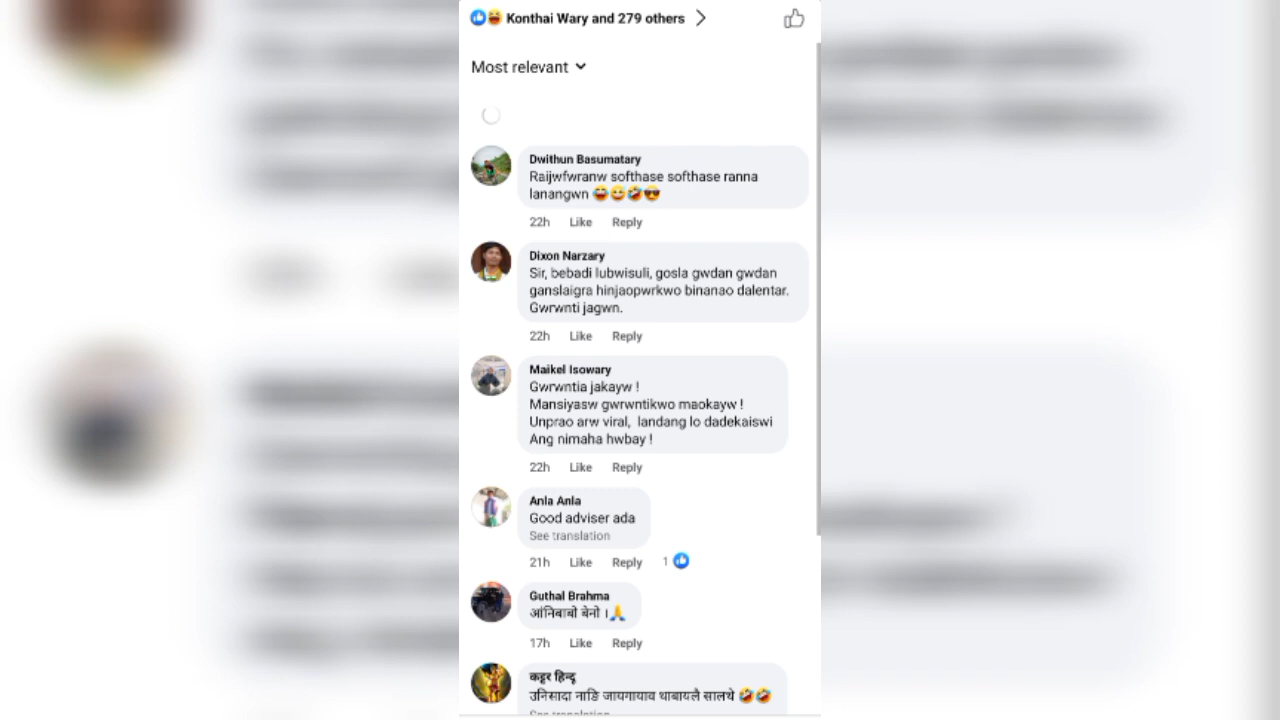 Konthai Wary and 279 others
Most relevant
Dwithun Basumatary
Raijwfwranw softhase softhase ranna
lanangwn 😂😄🤣😎
22h Like Reply
Dixon Narzary
Sir, bebadi lubwisuli, gosla gwdan gwdan
ganslaigra hinjaopwrkwo binanao dalentar.
Gwrwnti jagwn.
22h Like Reply
Maikel Isowary
Gwrwntia jakayw !
Mansiyasw gwrwntikwo maokayw !
Unprao arw viral, landang lo dadekaiswi
Ang nimaha hwbay !
22h Like Reply
Anla Anla
Good adviser ada
See translation
21h Like Reply 1
Guthal Brahma
आंनिबाबो बेनो ।🙏
17h Like Reply
कट्टर हिन्दू
उनिसादा नाङि जायगायाव थाबायलै सालथे 🤣🤣
See translation